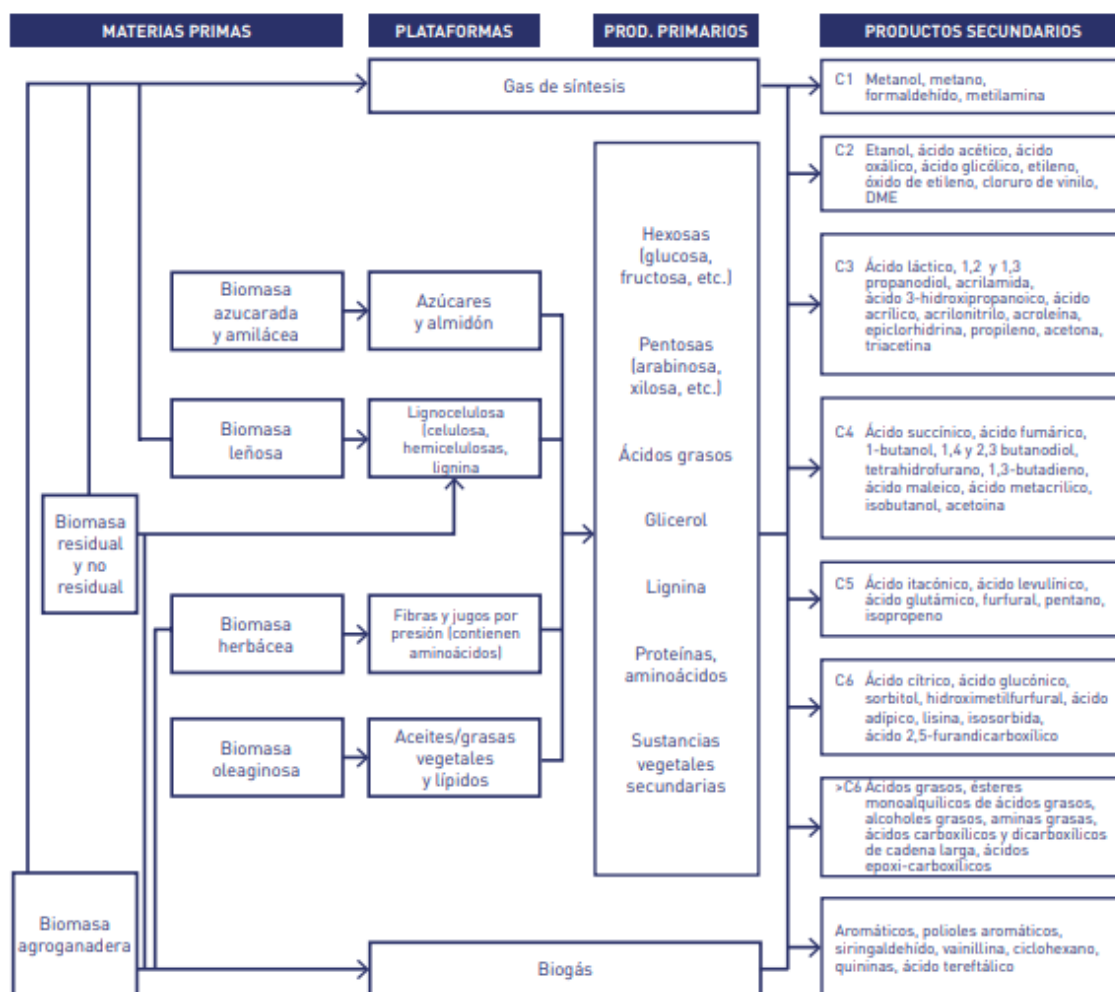 MATERIAS PRIMAS
PLATAFORMAS
PROD. PRIMARIOS
PRODUCTOS SECUNDARIOS
Gas de síntesis
C1 Metanol, metano,
formaldehído, metilamina
C2 Etanol, ácido acético, ácido
oxálico, ácido glicólico, etileno,
óxido de etileno, cloruro de vinilo,
DME
Hexosas
(glucosa,
fructosa, etc.)
C3 Ácido láctico, 1,2 y 1,3
propanodiol, acrilamida,
ácido 3-hidroxipropanoico, ácido
acrílico, acrilonitrilo, acroleína,
epiclorhidrina, propileno, acetona,
triacetina
Biomasa
azucarada
y amilácea
Azúcares
y almidón
Pentosas
(arabinosa,
xilosa, etc.)
Biomasa
leñosa
Lignocelulosa
(celulosa,
hemicelulosas,
lignina
Ácidos grasos
C4 Ácido succínico, ácido fumárico,
1-butanol, 1,4 y 2,3 butanodiol,
tetrahidrofurano, 1,3-butadieno,
ácido maleico, ácido metacrilico,
isobutanol, acetoina
Biomasa
residual
y no
residual
Glicerol
Lignina
C5 Ácido itacónico, ácido levulínico,
ácido glutámico, furfural, pentano,
isopropeno
Biomasa
herbácea
Fibras y jugos por
presión (contienen
aminoácidos)
Proteínas,
aminoácidos
C6 Ácido cítrico, ácido glucónico,
sorbitol, hidroximetilfurfural, ácido
adípico, lisina, isosorbida,
ácido 2,5-furandicarboxílico
Biomasa
oleaginosa
Aceites/grasas
vegetales
y lípidos
Sustancias
vegetales
secundarias
>C6 Ácidos grasos, ésteres
monoalquílicos de ácidos grasos,
alcoholes grasos, aminas grasas,
ácidos carboxílicos y dicarboxílicos
de cadena larga, ácidos
epoxi-carboxílicos
Biomasa
agroganadera
Biogás
Aromáticos, polioles aromáticos,
siringaldehído, vainillina, ciclohexano,
quininas, ácido tereftálico